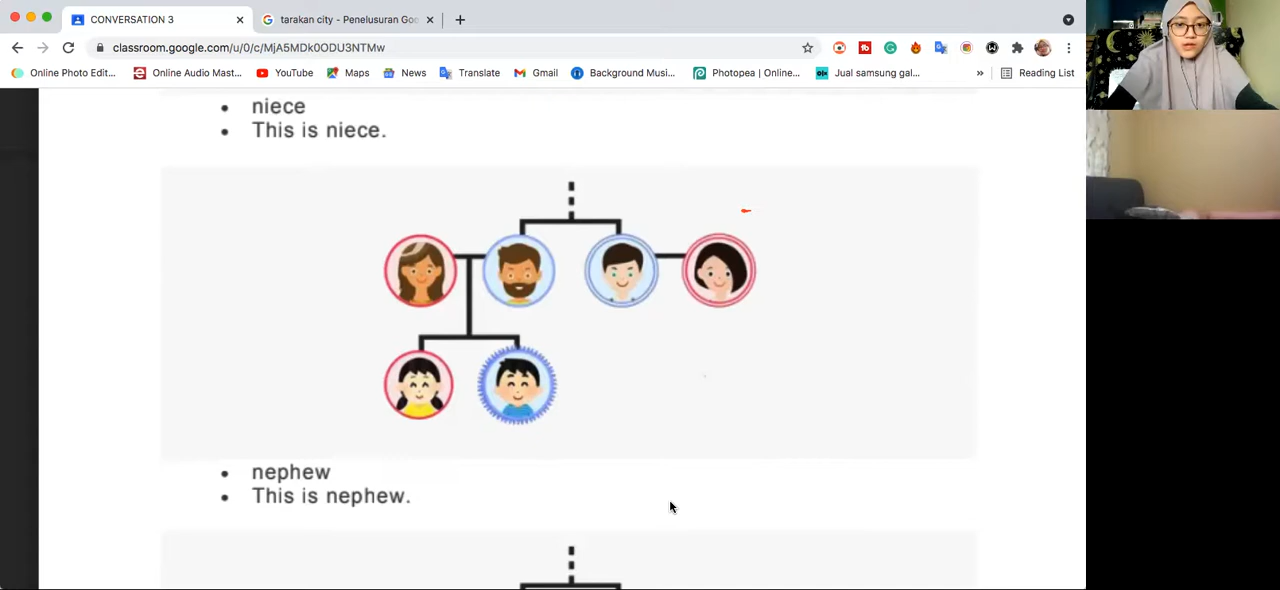 CONVERSATION 3
tarakan city - Penelusuran Goo
classroom.google.com/u/0/c/MjA5MDk0ODU3NTMw
Online Photo Edit...
Online Audio Mast...
YouTube
Maps
News
Translate
Gmail
Background Musi...
Photopea | Online...
Jual samsung gal...
»
Reading List
• niece
• This is niece.
• nephew
• This is nephew.